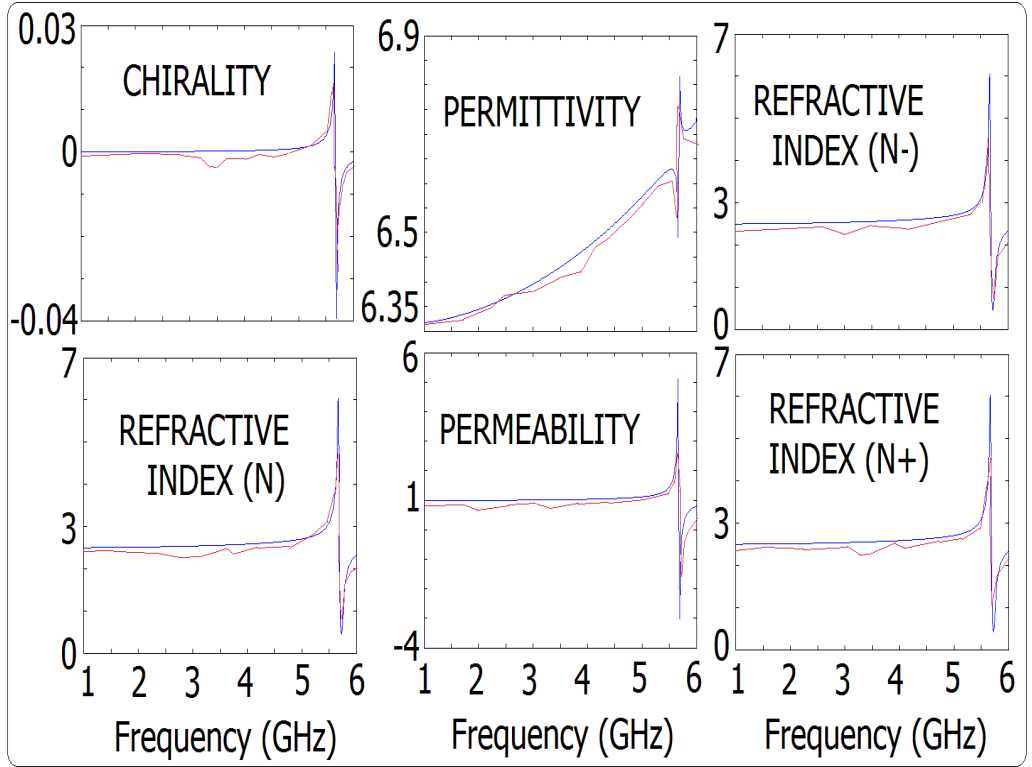 0.03
CHIRALITY
0
-0.04
6.9
PERMITTIVITY
6.5
6.35
7
REFRACTIVE
INDEX (N-)
3
0
7
REFRACTIVE
INDEX (N)
3
0
1 2 3 4 5 6
Frequency (GHz)
6
PERMEABILITY
1
-4
1 2 3 4 5 6
Frequency (GHz)
7
REFRACTIVE
INDEX (N+)
3
0
1 2 3 4 5 6
Frequency (GHz)